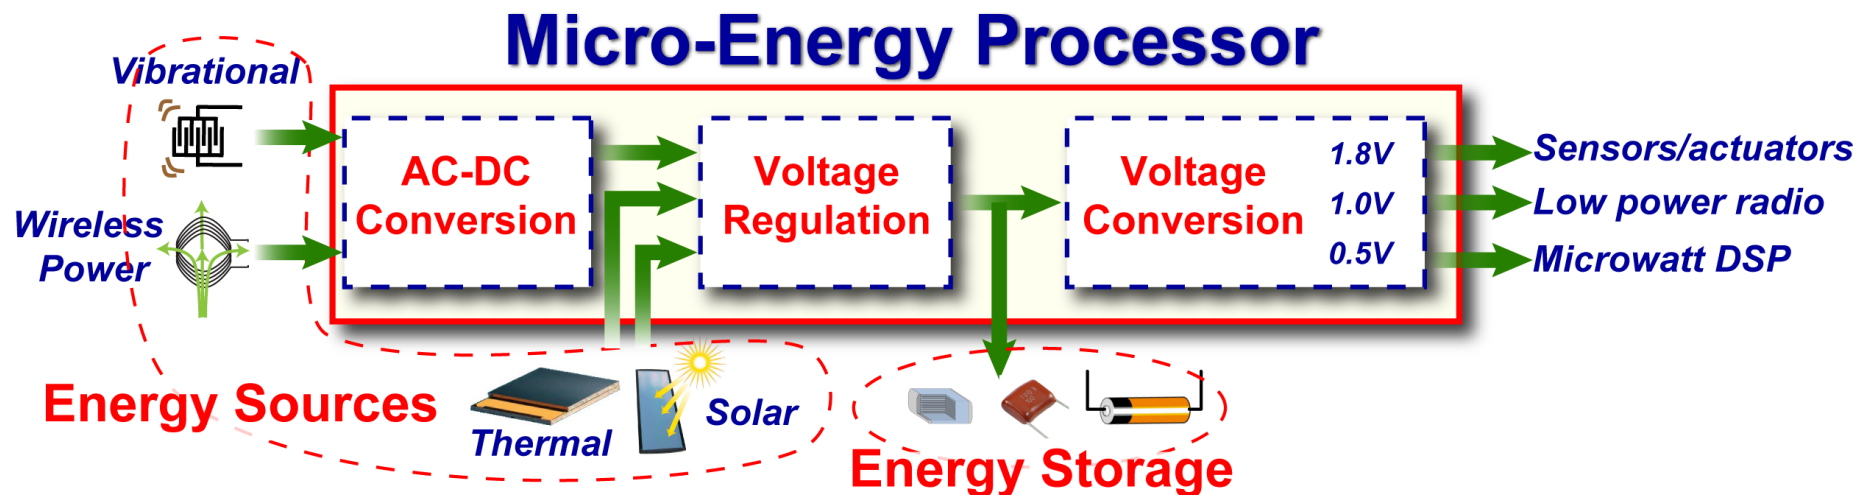 Micro-Energy Processor
Vibrational
Wireless
Power
AC-DC
Conversion
Voltage
Regulation
Voltage
Conversion
1.8V
1.0V
0.5V
Sensors/actuators
Low power radio
Microwatt DSP
Energy Sources
Thermal
Solar
Energy Storage